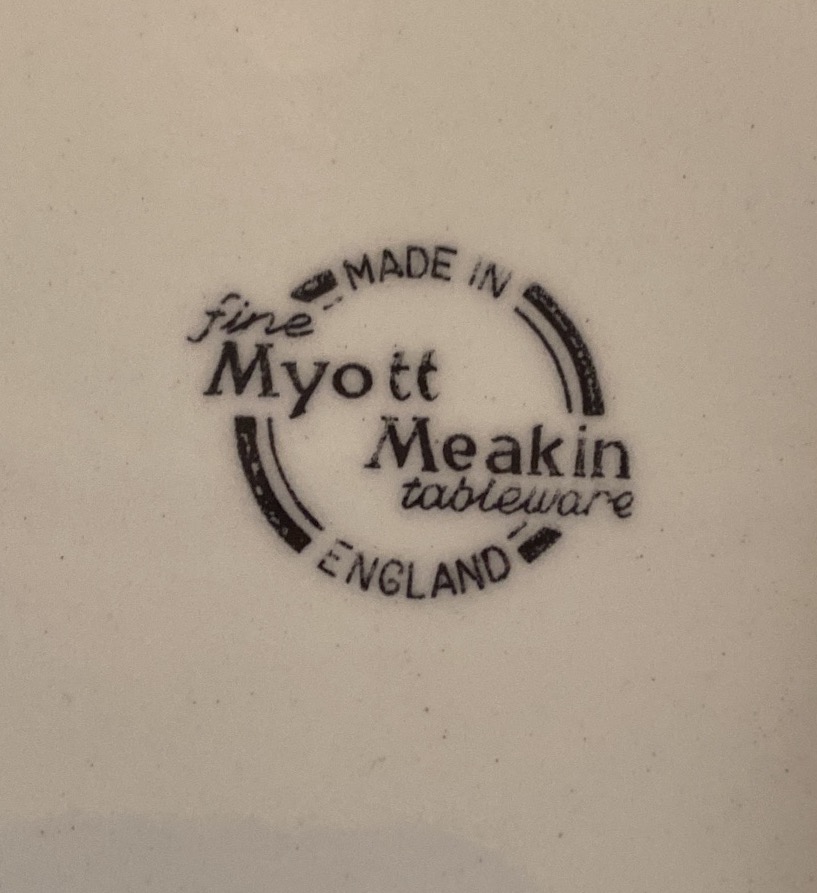 MADE IN
fine
Myott
Meakin
tableware
ENGLAND